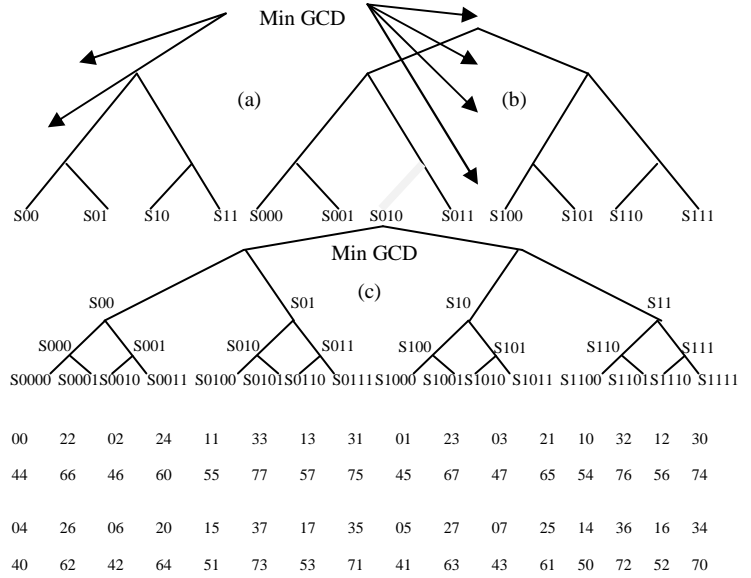 Min GCD
(a) (b)
S00 S01 S10 S11 S000 S001 S010 S011 S100 S101 S110 S111
Min GCD
(c)
S00 S01 S10 S11
S000 S001 S010 S011 S100 S101 S110 S111
S0000 S0001 S0010 S0011 S0100 S0101 S0110 S0111 S1000 S1001 S1010 S1011 S1100 S1101 S1110 S1111
00 22 02 24 11 33 13 31 01 23 03 21 10 32 12 30
44 66 46 60 55 77 57 75 45 67 47 65 54 76 56 74
04 26 06 20 15 37 17 35 05 27 07 25 14 36 16 34
40 62 42 64 51 73 53 71 41 63 43 61 50 72 52 70